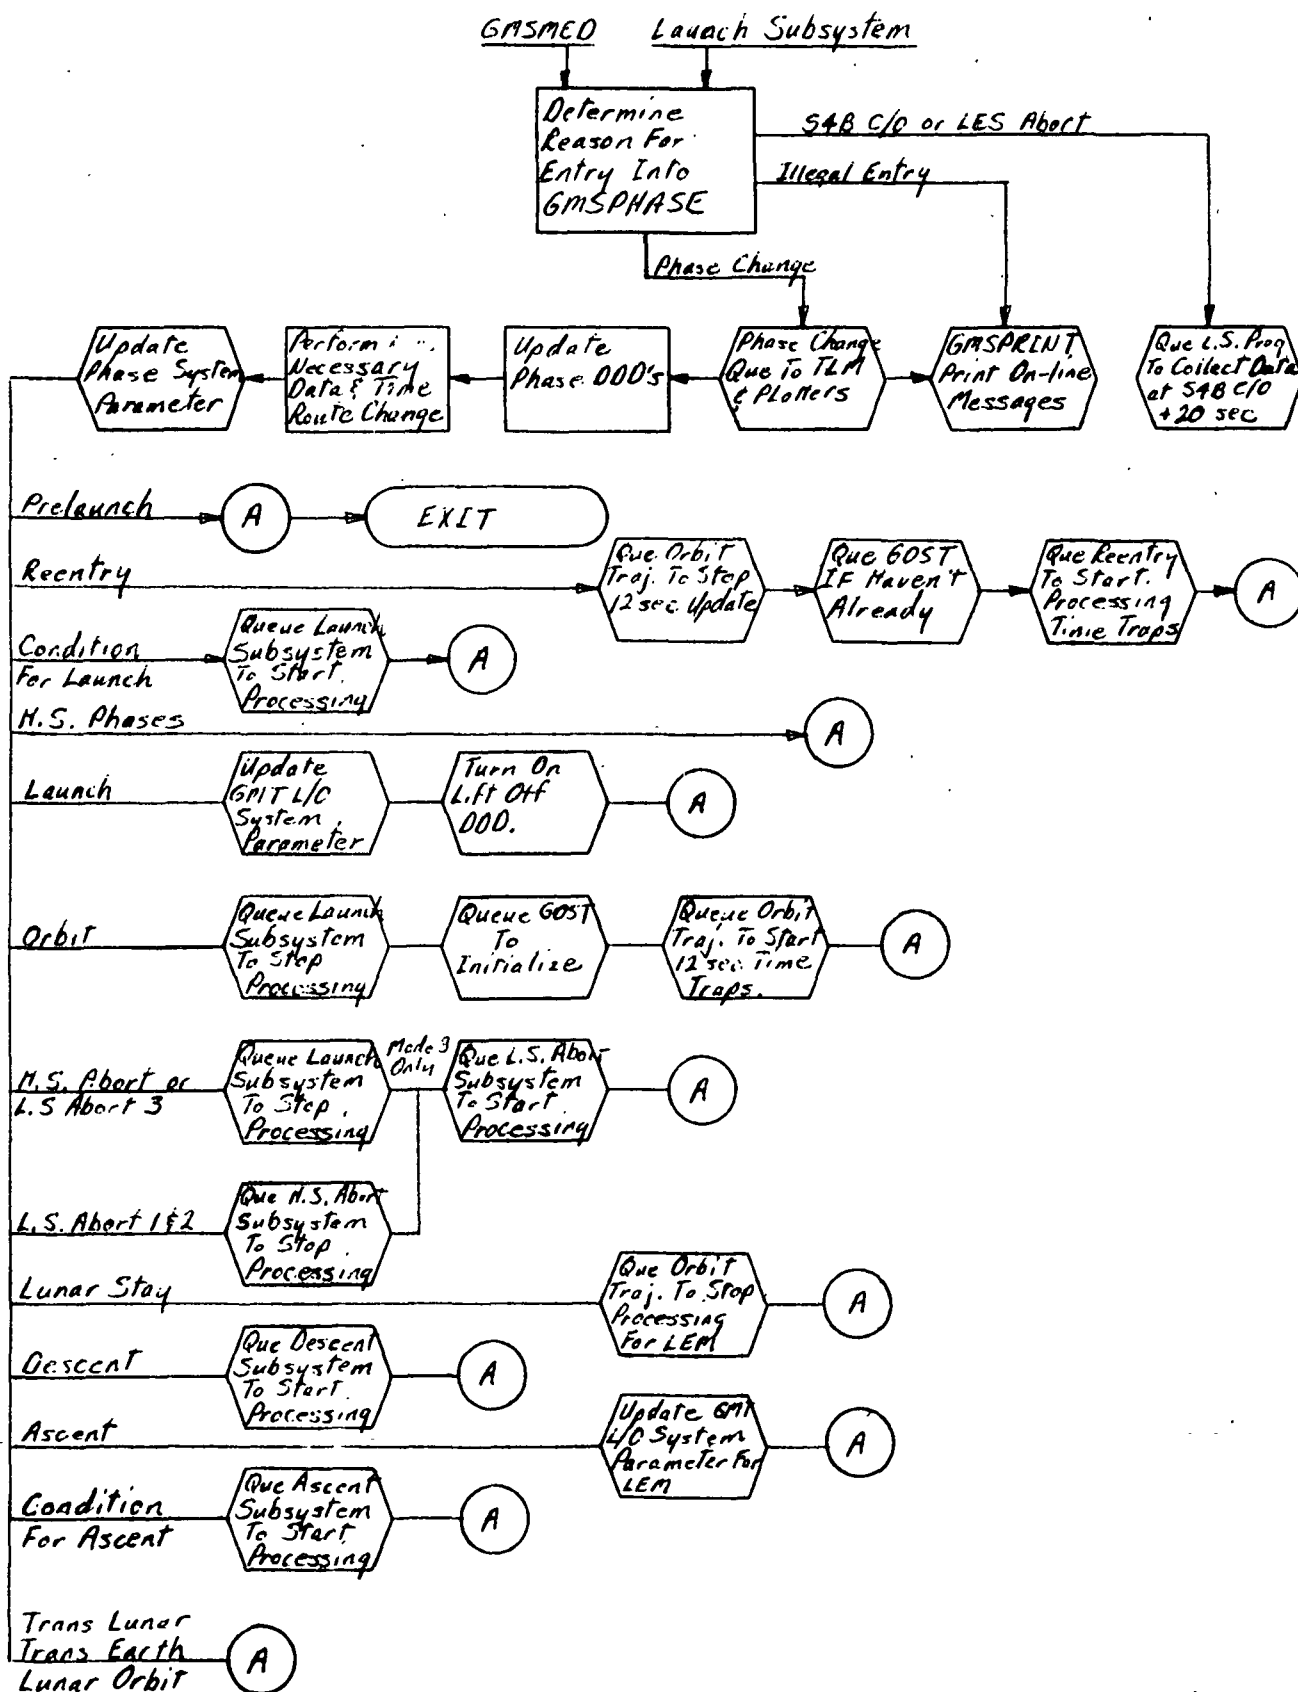 GMSMED
Launch Subsystem
Determine
Reason For
Entry Into
GMSPHASE
S4B C/O or LES Abort
Illegal Entry
Phase Change
Update
Phase System
Parameter
Perform
Necessary
Data & Time
Route Change
Update
Phase DDD's
Phase Change
Que To TLM
& Plotters
GMSPRINT
Print On-line
Messages
Que L.S. Prog
To Collect Data
at S4B C/O
+20 sec
Prelaunch
A
EXIT
Reentry
Que Orbit
Traj. To Stop
12 sec. Update
Que GOST
IF Haven't
Already
Que Reentry
To Start
Processing
Time Traps
A
Condition
For Launch
Queue Launch
Subsystem
To Start
Processing
A
H.S. Phases
A
Launch
Update
GMT L/O
System
Parameter
Turn On
Lift Off
DDD.
A
Orbit
Queue Launch
Subsystem
To Stop
Processing
Queue GOST
To
Initialize
Queue Orbit
Traj. To Start
12 sec. Time
Traps.
A
H.S. Abort or
L.S Abort 3
Queue Launch
Subsystem
To Stop
Processing
Mode 3
Only
Que L.S. Abort
Subsystem
To Start
Processing
A
L.S. Abort 1 & 2
Que H.S. Abort
Subsystem
To Stop
Processing
Lunar Stay
Que Orbit
Traj. To Stop
Processing
For LEM
A
Descent
Que Descent
Subsystem
To Start
Processing
A
Ascent
Update GMT
L/O System
Parameter For
LEM
A
Condition
For Ascent
Que Ascent
Subsystem
To Start
Processing
A
Trans Lunar
Trans Earth
Lunar Orbit
A